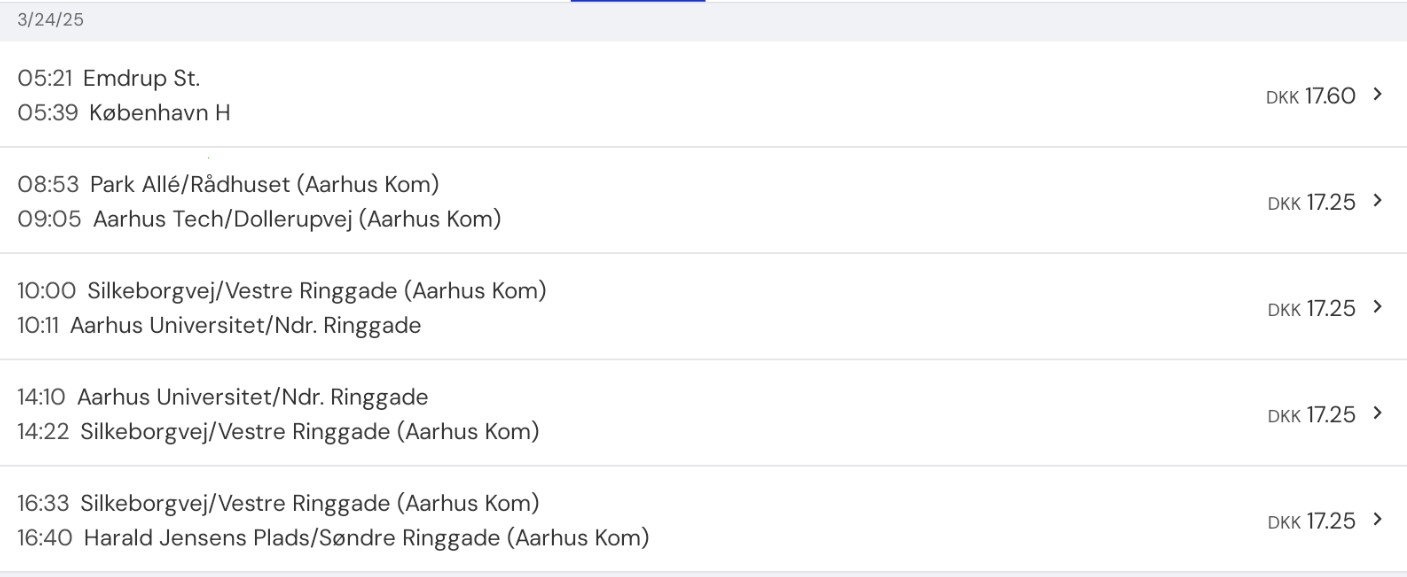 3/24/25
05:21 Emdrup St.
05:39 København H
DKK 17.60
08:53 Park Allé/Rådhuset (Aarhus Kom)
09:05 Aarhus Tech/Dollerupvej (Aarhus Kom)
DKK 17.25
10:00 Silkeborgvej/Vestre Ringgade (Aarhus Kom)
10:11 Aarhus Universitet/Ndr. Ringgade
DKK 17.25
14:10 Aarhus Universitet/Ndr. Ringgade
14:22 Silkeborgvej/Vestre Ringgade (Aarhus Kom)
DKK 17.25
16:33 Silkeborgvej/Vestre Ringgade (Aarhus Kom)
16:40 Harald Jensens Plads/Søndre Ringgade (Aarhus Kom)
DKK 17.25